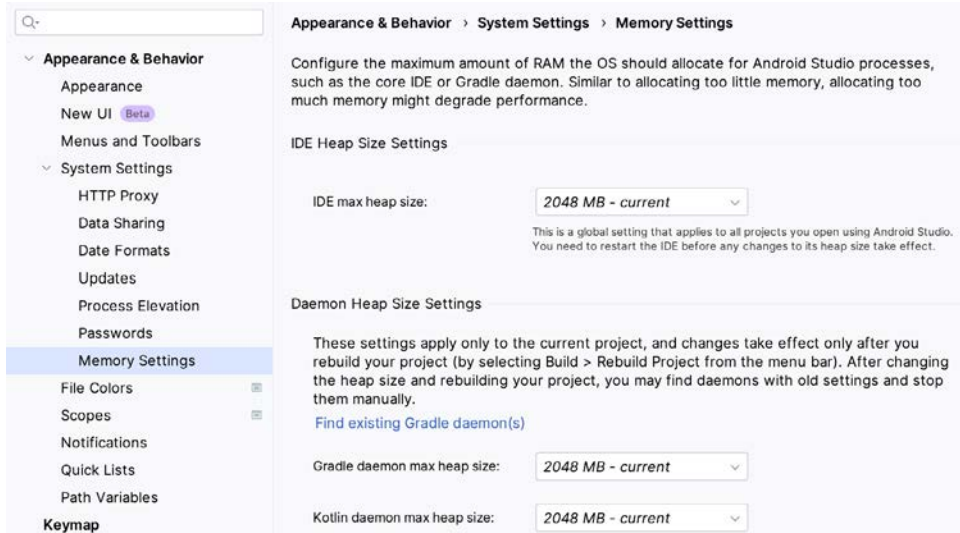 Appearance & Behavior
Appearance
New UI Beta
Menus and Toolbars
System Settings
HTTP Proxy
Data Sharing
Date Formats
Updates
Process Elevation
Passwords
Memory Settings
File Colors
Scopes
Notifications
Quick Lists
Path Variables
Keymap
Appearance & Behavior › System Settings › Memory Settings
Configure the maximum amount of RAM the OS should allocate for Android Studio processes,
such as the core IDE or Gradle daemon. Similar to allocating too little memory, allocating too
much memory might degrade performance.
IDE Heap Size Settings
IDE max heap size: 2048 MB - current
This is a global setting that applies to all projects you open using Android Studio.
You need to restart the IDE before any changes to its heap size take effect.
Daemon Heap Size Settings
These settings apply only to the current project, and changes take effect only after you
rebuild your project (by selecting Build > Rebuild Project from the menu bar). After changing
the heap size and rebuilding your project, you may find daemons with old settings and stop
them manually.
Find existing Gradle daemon(s)
Gradle daemon max heap size: 2048 MB - current
Kotlin daemon max heap size: 2048 MB - current